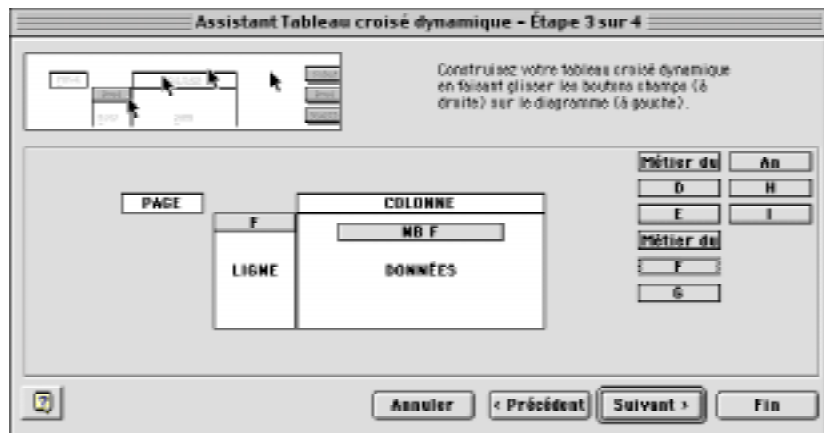 Assistant Tableau croisé dynamique - Étape 3 sur 4
Construisez votre tableau croisé dynamique
en faisant glisser les boutons champs (à
droite) sur le diagramme (à gauche).
Métier du An
D H
PAGE COLONNE E I
F NB F Métier du
LIGNE DONNÉES F
G
Annuler < Précédent Suivant > Fin